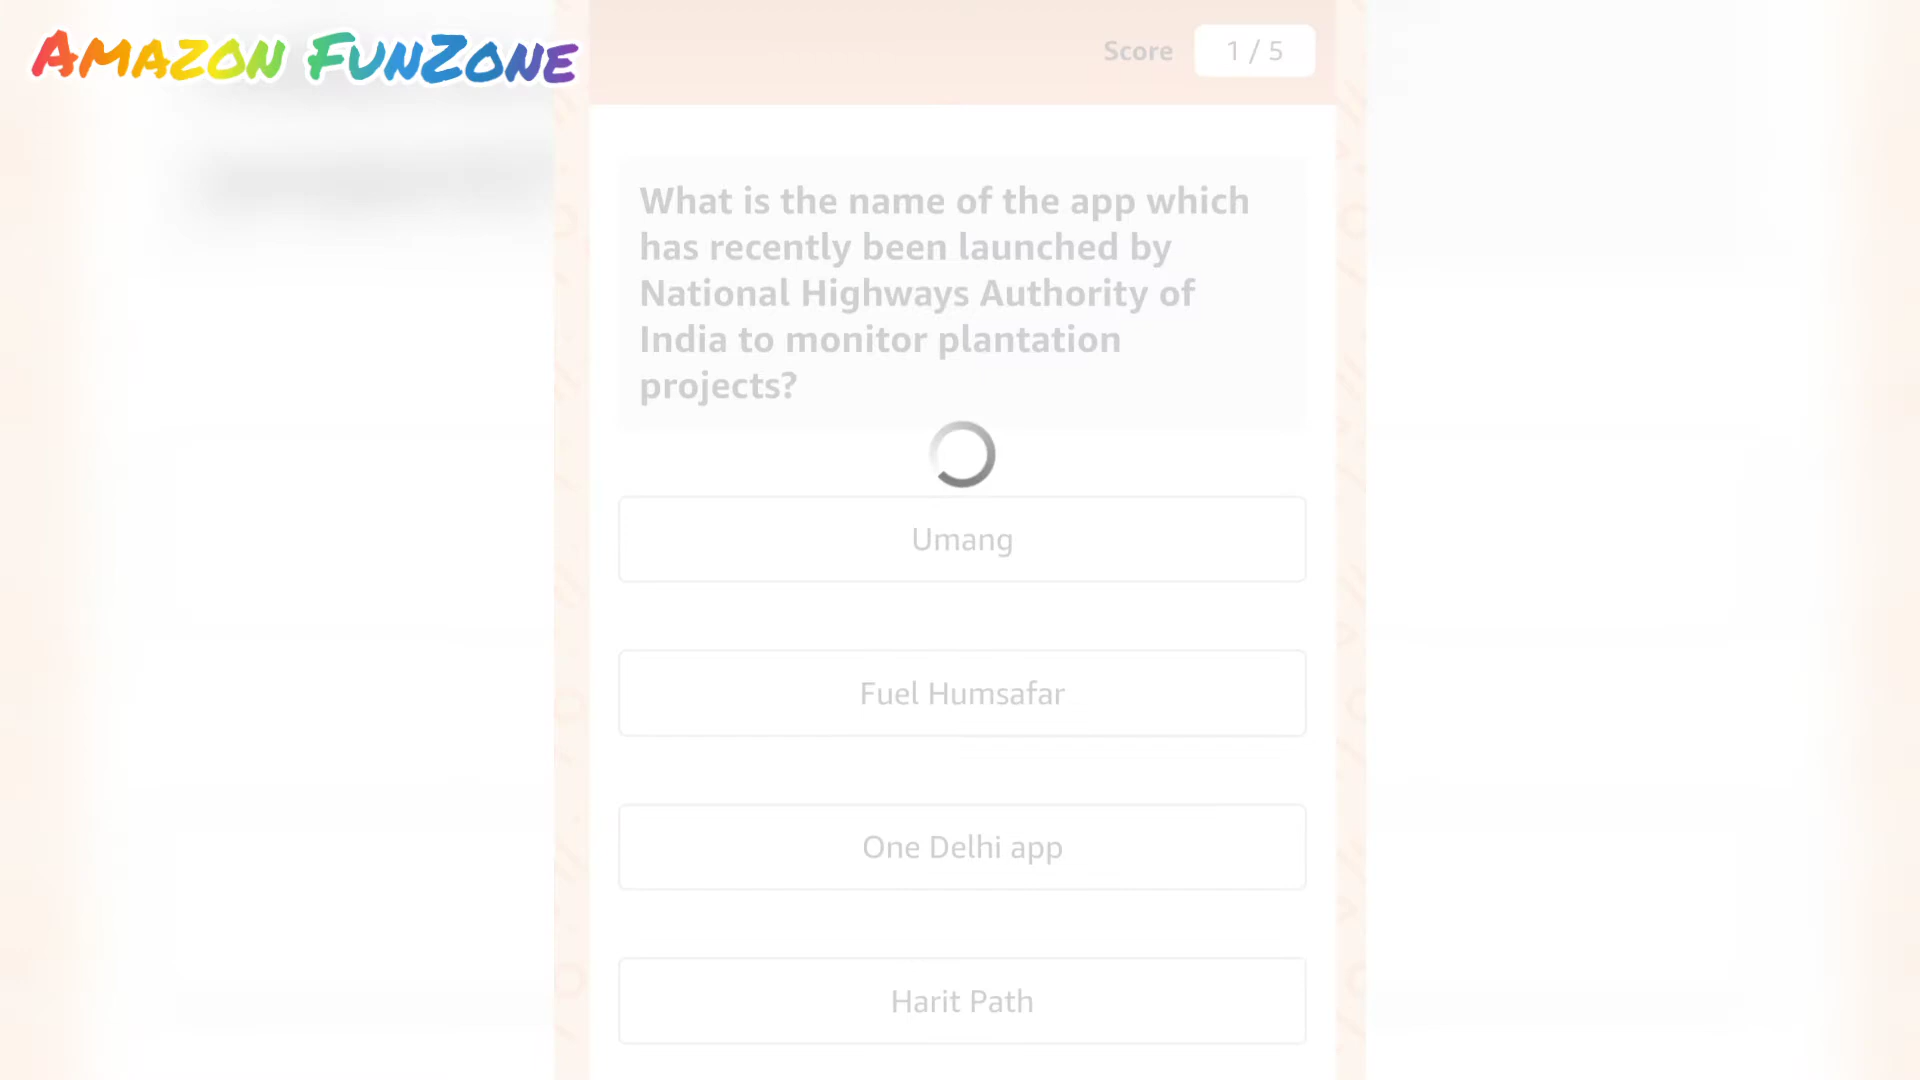 Amazon FunZone
Score 1 / 5
What is the name of the app which
has recently been launched by
National Highways Authority of
India to monitor plantation
projects?
Umang
Fuel Humsafar
One Delhi app
Harit Path